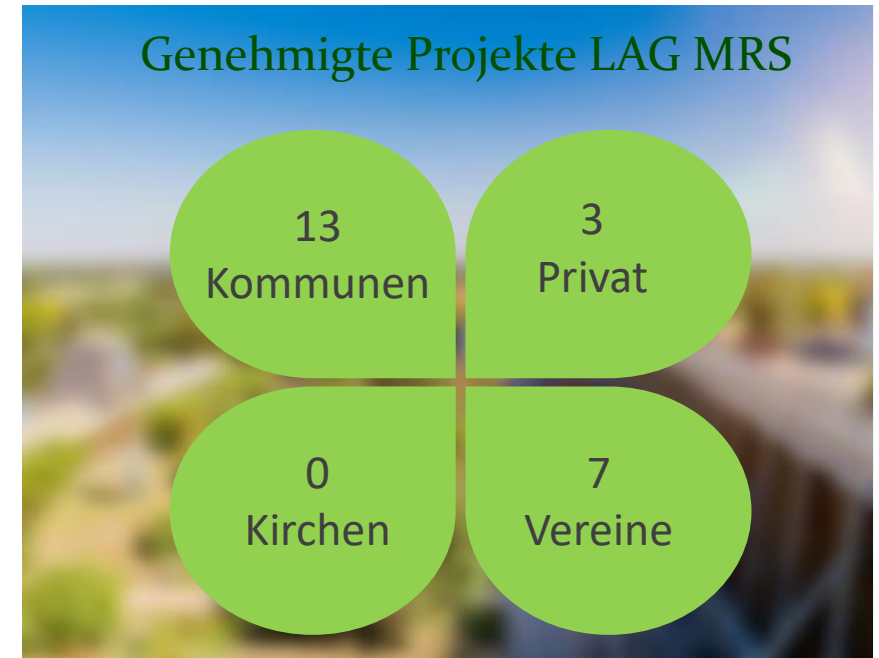 Genehmigte Projekte LAG MRS
13
Kommunen
3
Privat
0
Kirchen
7
Vereine